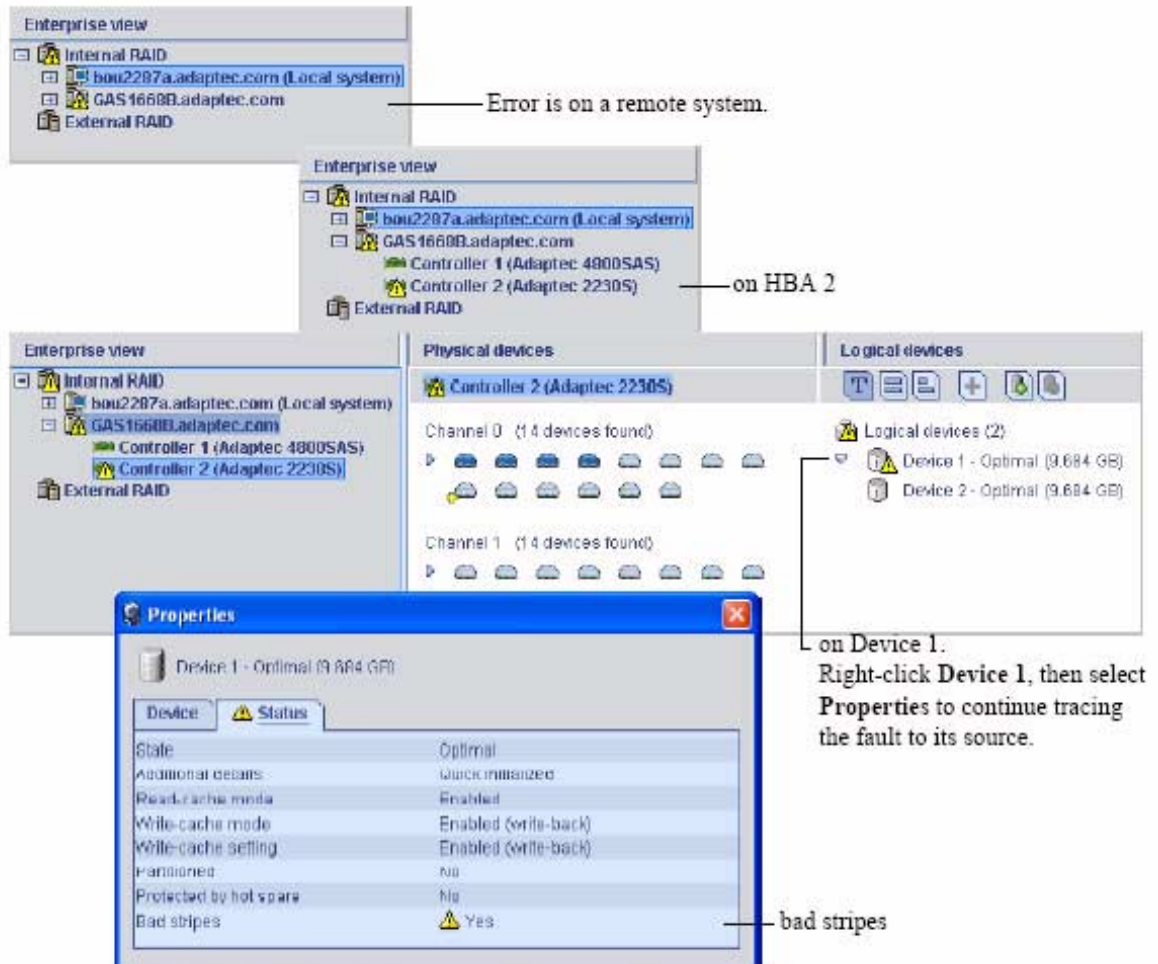 Enterprise view
Internal RAID
bou2287a.adaptec.com (Local system)
GAS1668B.adaptec.com
External RAID
Error is on a remote system.
Enterprise view
Internal RAID
bou2287a.adaptec.com (Local system)
GAS1668B.adaptec.com
Controller 1 (Adaptec 4800SAS)
Controller 2 (Adaptec 2230S)
External RAID
on HBA 2
Enterprise view
Internal RAID
bou2287a.adaptec.com (Local system)
GAS1668B.adaptec.com
Controller 1 (Adaptec 4800SAS)
Controller 2 (Adaptec 2230S)
External RAID
Physical devices
Controller 2 (Adaptec 2230S)
Channel 0 (14 devices found)
Channel 1 (14 devices found)
Logical devices
T
Logical devices (2)
Device 1 - Optimal (9.684 GB)
Device 2 - Optimal (9.684 GB)
on Device 1.
Right-click Device 1, then select
Properties to continue tracing
the fault to its source.
Properties
Device 1 - Optimal (9.684 GB)
Device Status
State Optimal
Additional details Quick initialized
Read-cache mode Enabled
Write-cache mode Enabled (write-back)
Write-cache setting Enabled (write-back)
Partitioned No
Protected by hot spare No
Bad stripes Yes
bad stripes